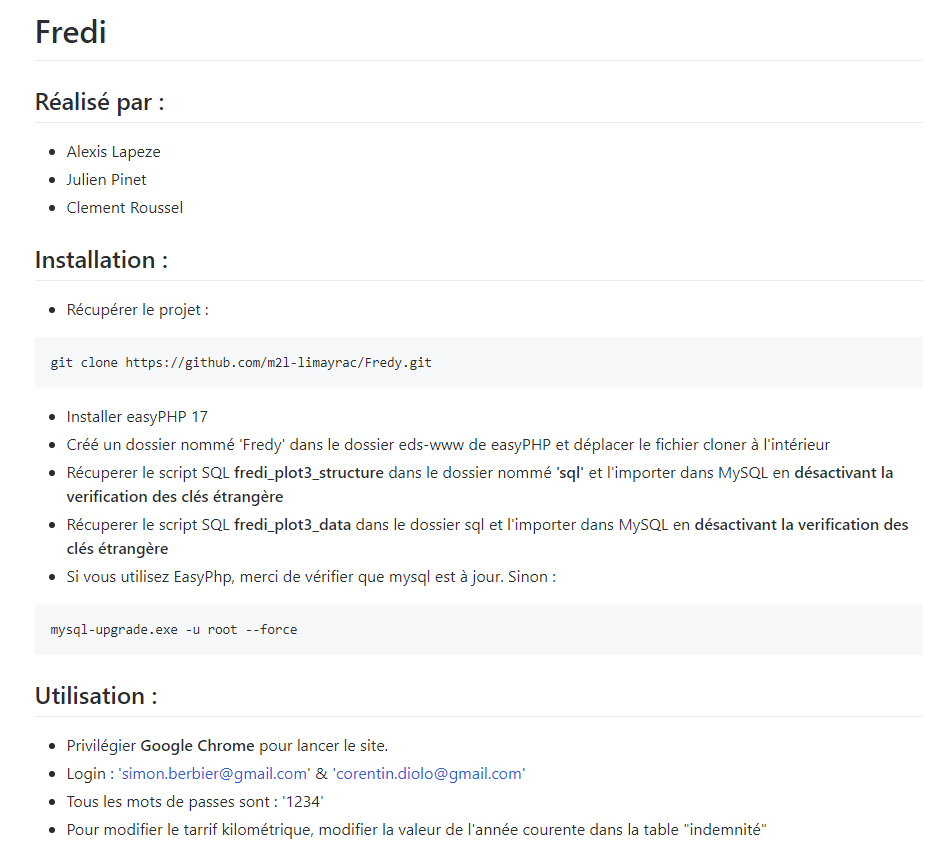 Fredi
Réalisé par :
Alexis Lapeze
Julien Pinet
Clement Roussel
Installation :
Récupérer le projet :
git clone https://github.com/m2l-limayrac/Fredy.git
Installer easyPHP 17
Créé un dossier nommé 'Fredy' dans le dossier eds-www de easyPHP et déplacer le fichier cloner à l'intérieur
Récuperer le script SQL fredi_plot3_structure dans le dossier nommé 'sql' et l'importer dans MySQL en désactivant la
verification des clés étrangère
Récuperer le script SQL fredi_plot3_data dans le dossier sql et l'importer dans MySQL en désactivant la verification des
clés étrangère
Si vous utilisez EasyPhp, merci de vérifier que mysql est à jour. Sinon :
mysql-upgrade.exe -u root --force
Utilisation :
Privilégier Google Chrome pour lancer le site.
Login : 'simon.berbier@gmail.com' & 'corentin.diolo@gmail.com'
Tous les mots de passes sont : '1234'
Pour modifier le tarrif kilométrique, modifier la valeur de l'année courente dans la table "indemnité"